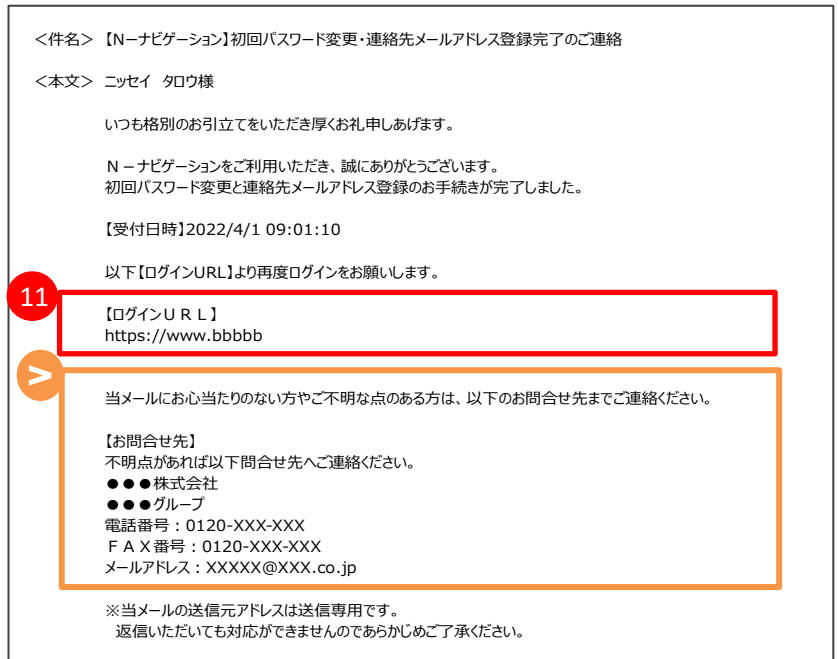 ＜件名＞ 【Nーナビゲーション】初回パスワード変更・連絡先メールアドレス登録完了のご連絡
＜本文＞ ニッセイ　タロウ様
いつも格別のお引立てをいただき厚くお礼申しあげます。
Ｎ－ナビゲーションをご利用いただき、誠にありがとうございます。
初回パスワード変更と連絡先メールアドレス登録のお手続きが完了しました。
【受付日時】2022/4/1 09:01:10
以下【ログインURL】より再度ログインをお願いします。
11
【ログインＵＲＬ】
https://www.bbbbb
>
当メールにお心当たりのない方やご不明な点のある方は、以下のお問合せ先までご連絡ください。
【お問合せ先】
不明点があれば以下問合せ先へご連絡ください。
●●●株式会社
●●●グループ
電話番号：0120-XXX-XXX
ＦＡＸ番号：0120-XXX-XXX
メールアドレス：XXXXX@XXX.co.jp
※当メールの送信元アドレスは送信専用です。
返信いただいても対応ができませんのであらかじめご了承ください。